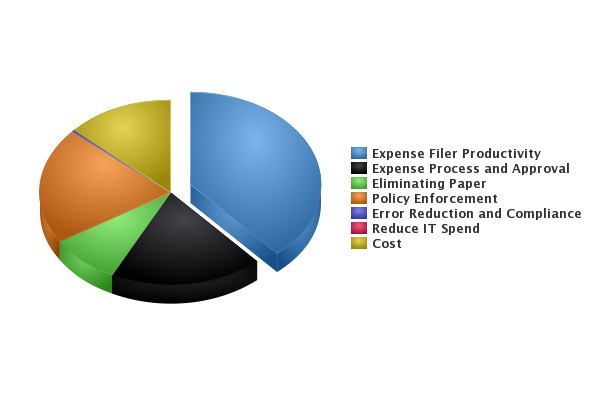 Expense Filer Productivity
Expense Process and Approval
Eliminating Paper
Policy Enforcement
Error Reduction and Compliance
Reduce IT Spend
Cost